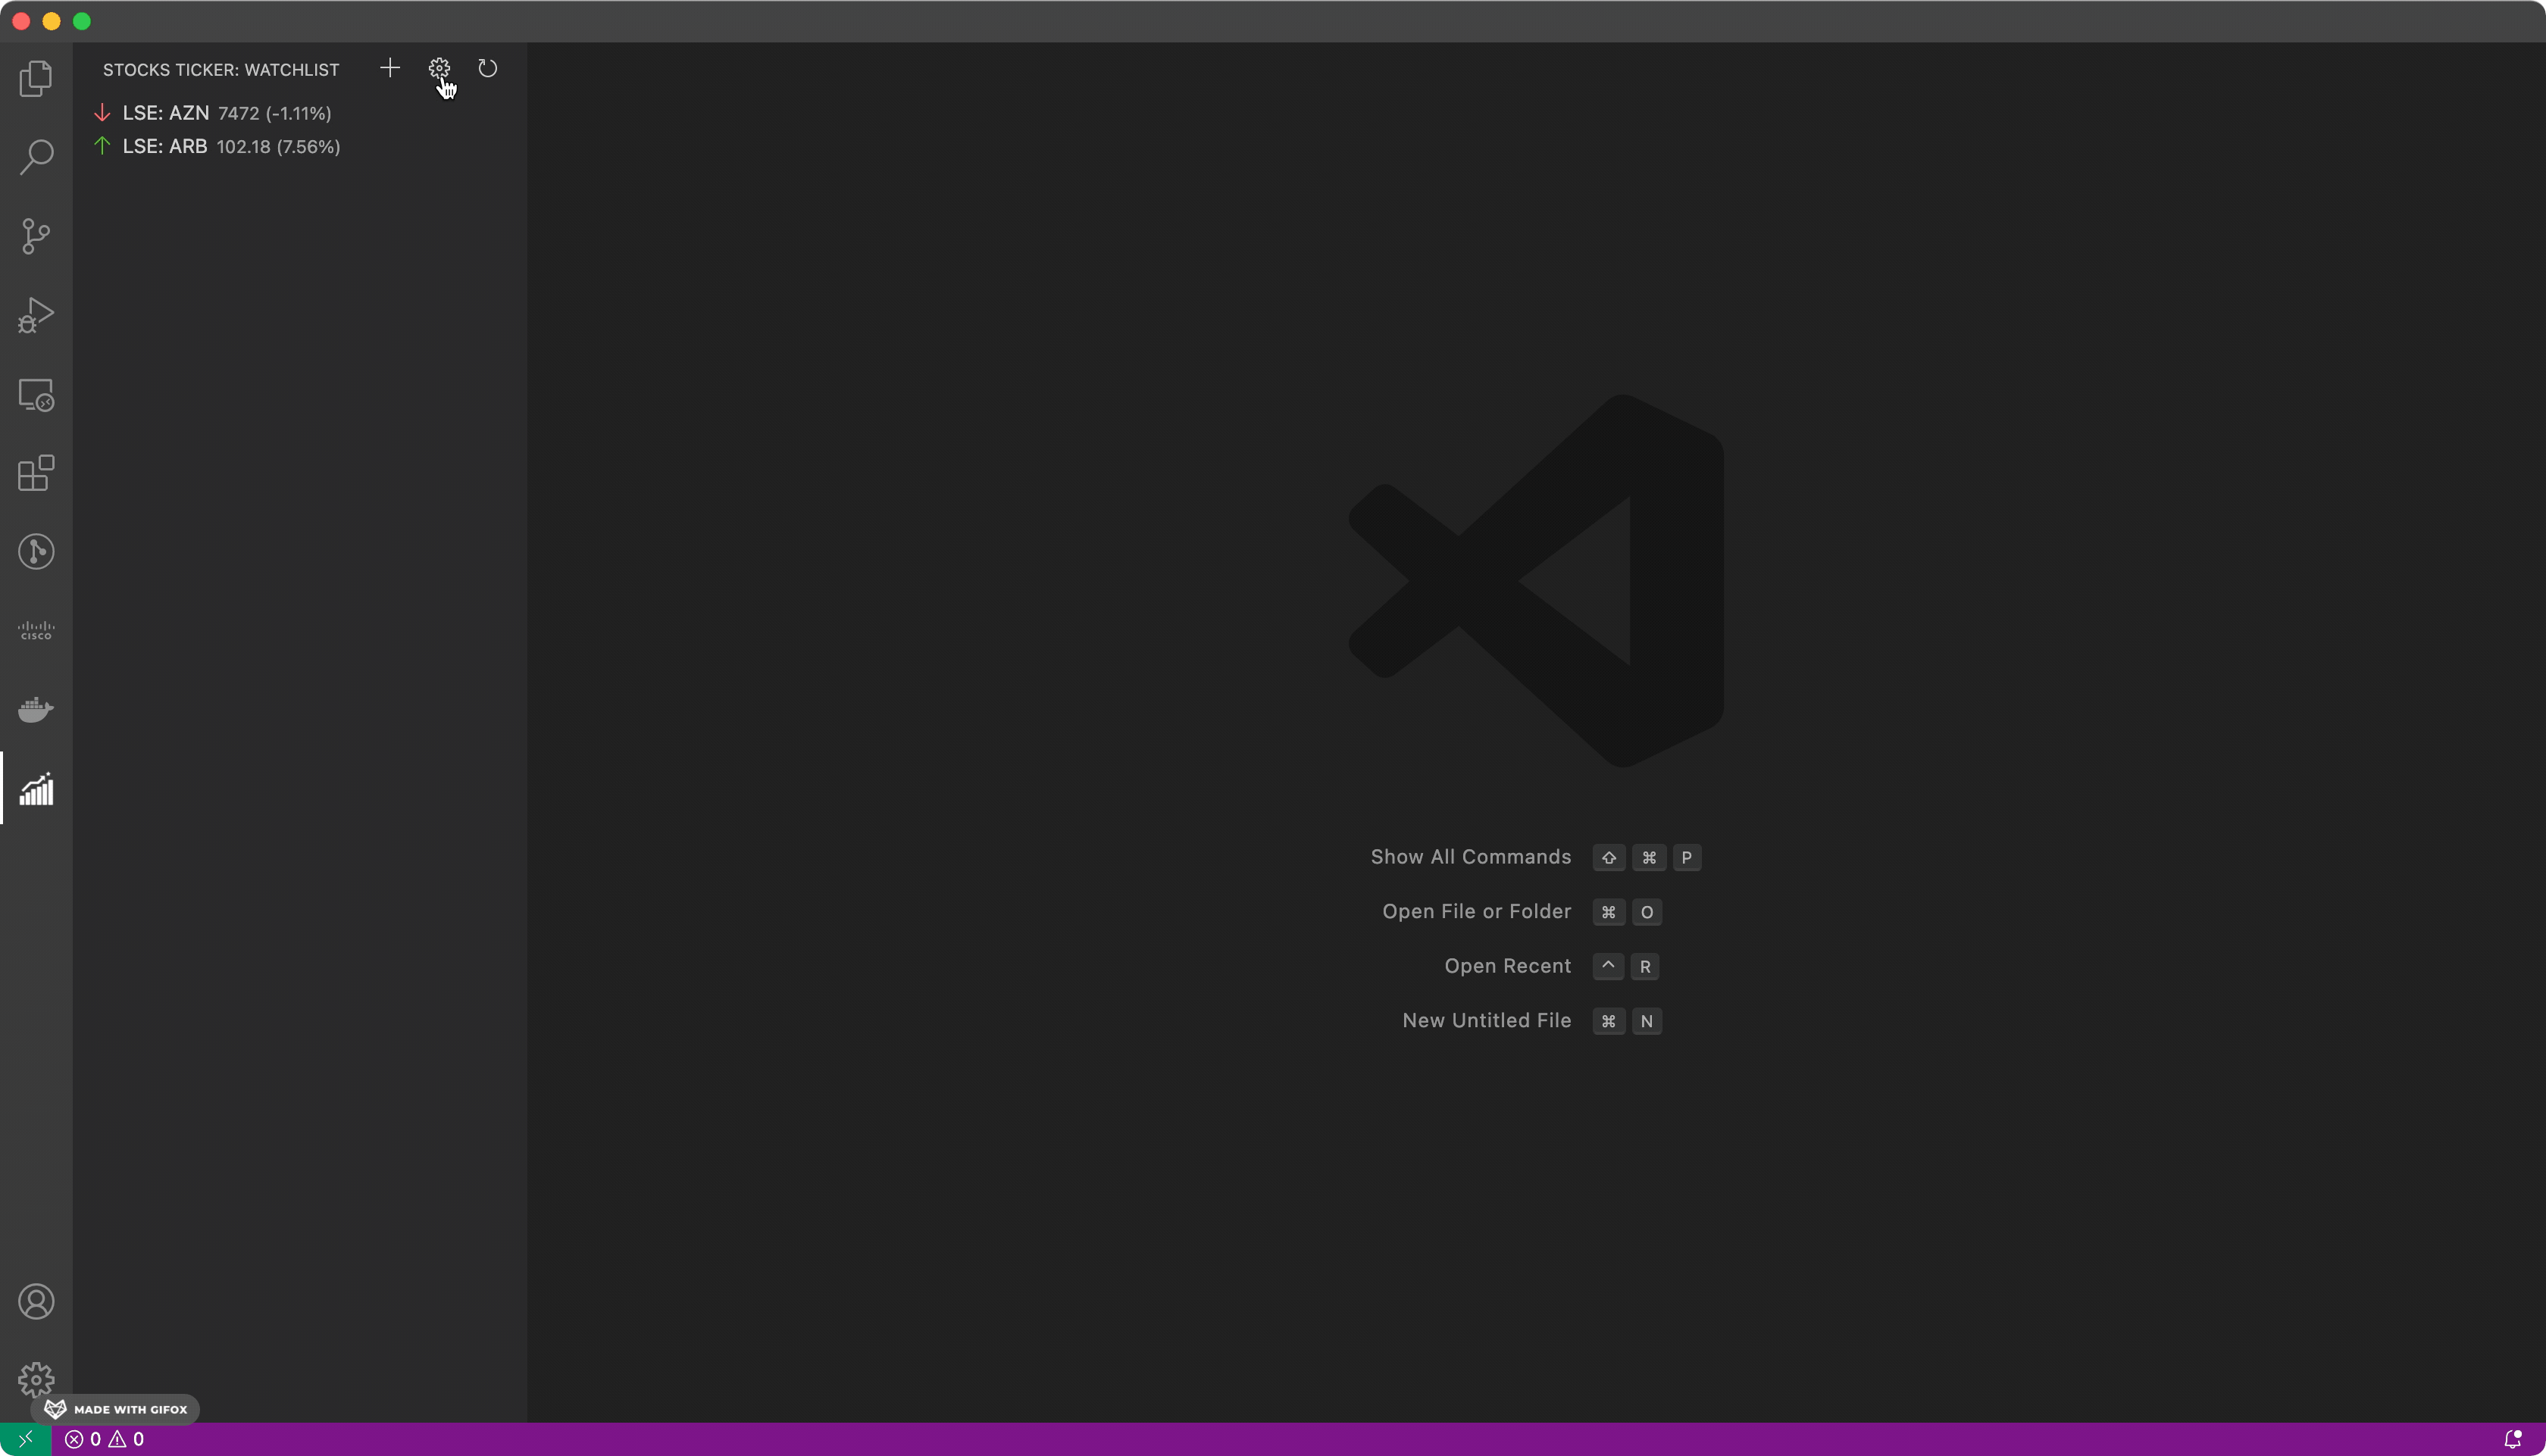 STOCKS TICKER: WATCHLIST
LSE: AZN 7472 (-1.11%)
LSE: ARB 102.18 (7.56%)
CISCO
Show All Commands ⇧ ⌘ P
Open File or Folder ⌘ O
Open Recent ^ R
New Untitled File ⌘ N
MADE WITH GIFOX
0 0